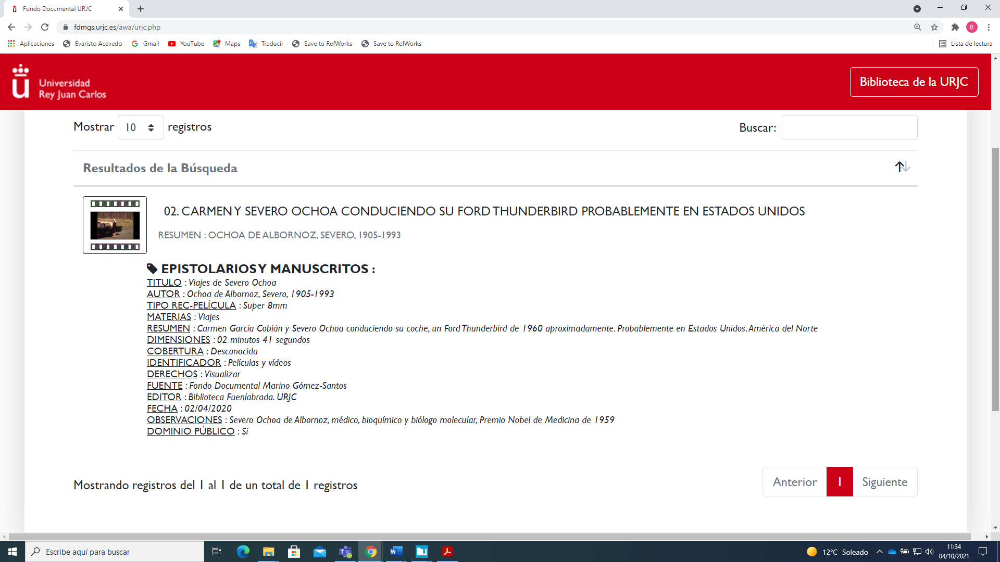 Fondo Documental URJC
fdmgs.urjc.es/awa/urjc.php
B
Aplicaciones
Evaristo Acevedo
Gmail
YouTube
Maps
Traducir
Save to RefWorks
Save to RefWorks
Lista de lectura
Universidad
Rey Juan Carlos
Biblioteca de la URJC
Mostrar 10 registros
Buscar:
Resultados de la Búsqueda
02. CARMEN Y SEVERO OCHOA CONDUCIENDO SU FORD THUNDERBIRD PROBABLEMENTE EN ESTADOS UNIDOS
RESUMEN : OCHOA DE ALBORNOZ, SEVERO, 1905-1993
EPISTOLARIOS Y MANUSCRITOS :
TITULO : Viajes de Severo Ochoa
AUTOR : Ochoa de Albornoz, Severo, 1905-1993
TIPO REC-PELÍCULA : Super 8mm
MATERIAS : Viajes
RESUMEN : Carmen García Cobián y Severo Ochoa conduciendo su coche, un Ford Thunderbird de 1960 aproximadamente. Probablemente en Estados Unidos. América del Norte
DIMENSIONES : 02 minutos 41 segundos
COBERTURA : Desconocida
IDENTIFICADOR : Películas y vídeos
DERECHOS : Visualizar
FUENTE : Fondo Documental Marino Gómez-Santos
EDITOR : Biblioteca Fuenlabrada. URJC
FECHA : 02/04/2020
OBSERVACIONES : Severo Ochoa de Albornoz, médico, bioquímico y biólogo molecular, Premio Nobel de Medicina de 1959
DOMINIO PÚBLICO : Sí
Mostrando registros del 1 al 1 de un total de 1 registros
Anterior 1 Siguiente
Escribe aquí para buscar
12°C Soleado
11:34
04/10/2021